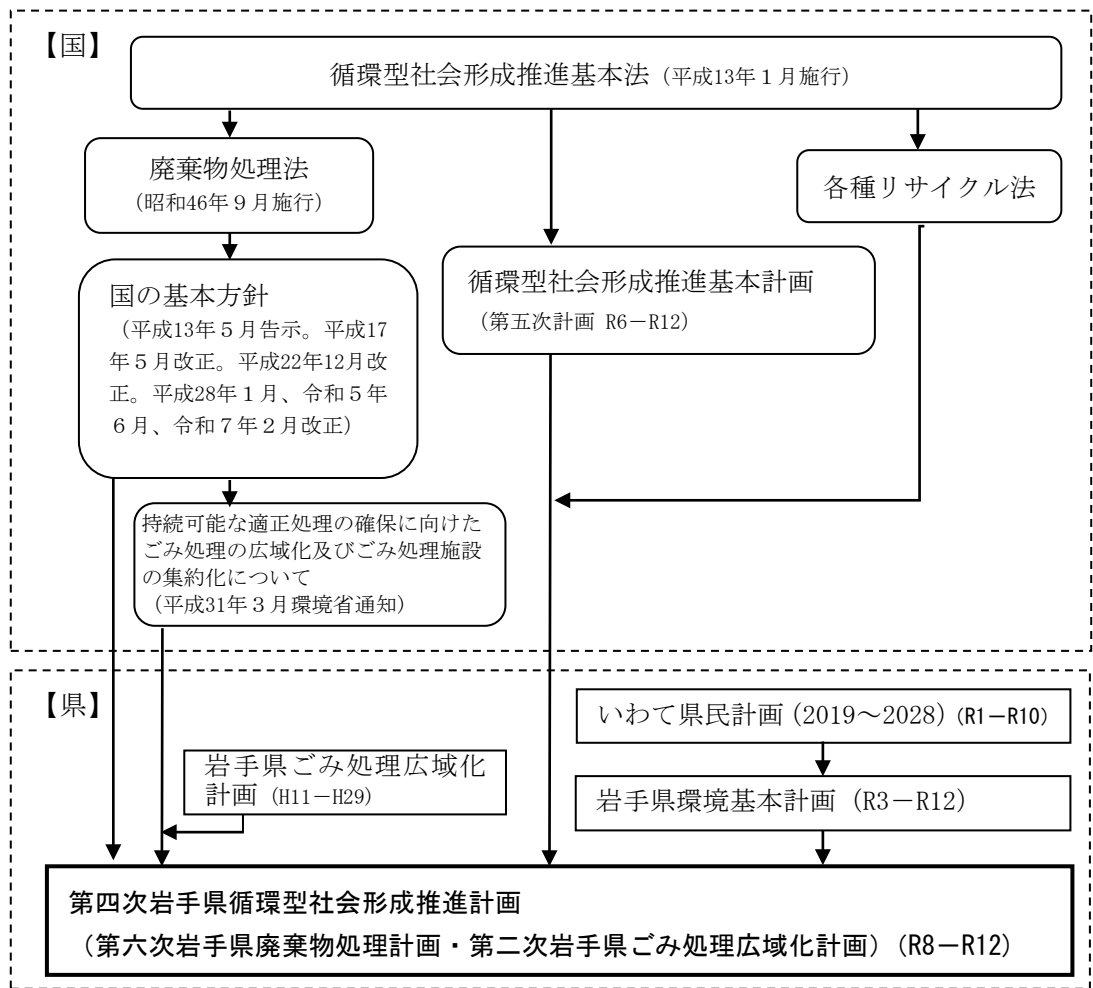 【国】
循環型社会形成推進基本法（平成13年１月施行）
廃棄物処理法
（昭和46年９月施行）
各種リサイクル法
国の基本方針
（平成13年５月告示。平成17
年５月改正。平成22年12月改
正。平成28年１月、令和５年
６月、令和７年２月改正）
循環型社会形成推進基本計画
（第五次計画 R6－R12）
持続可能な適正処理の確保に向けた
ごみ処理の広域化及びごみ処理施設
の集約化について
（平成31年３月環境省通知）
【県】
いわて県民計画（2019～2028）（R1－R10）
岩手県ごみ処理広域化
計画（H11－H29）
岩手県環境基本計画（R3－R12）
第四次岩手県循環型社会形成推進計画
（第六次岩手県廃棄物処理計画・第二次岩手県ごみ処理広域化計画）（R8－R12）